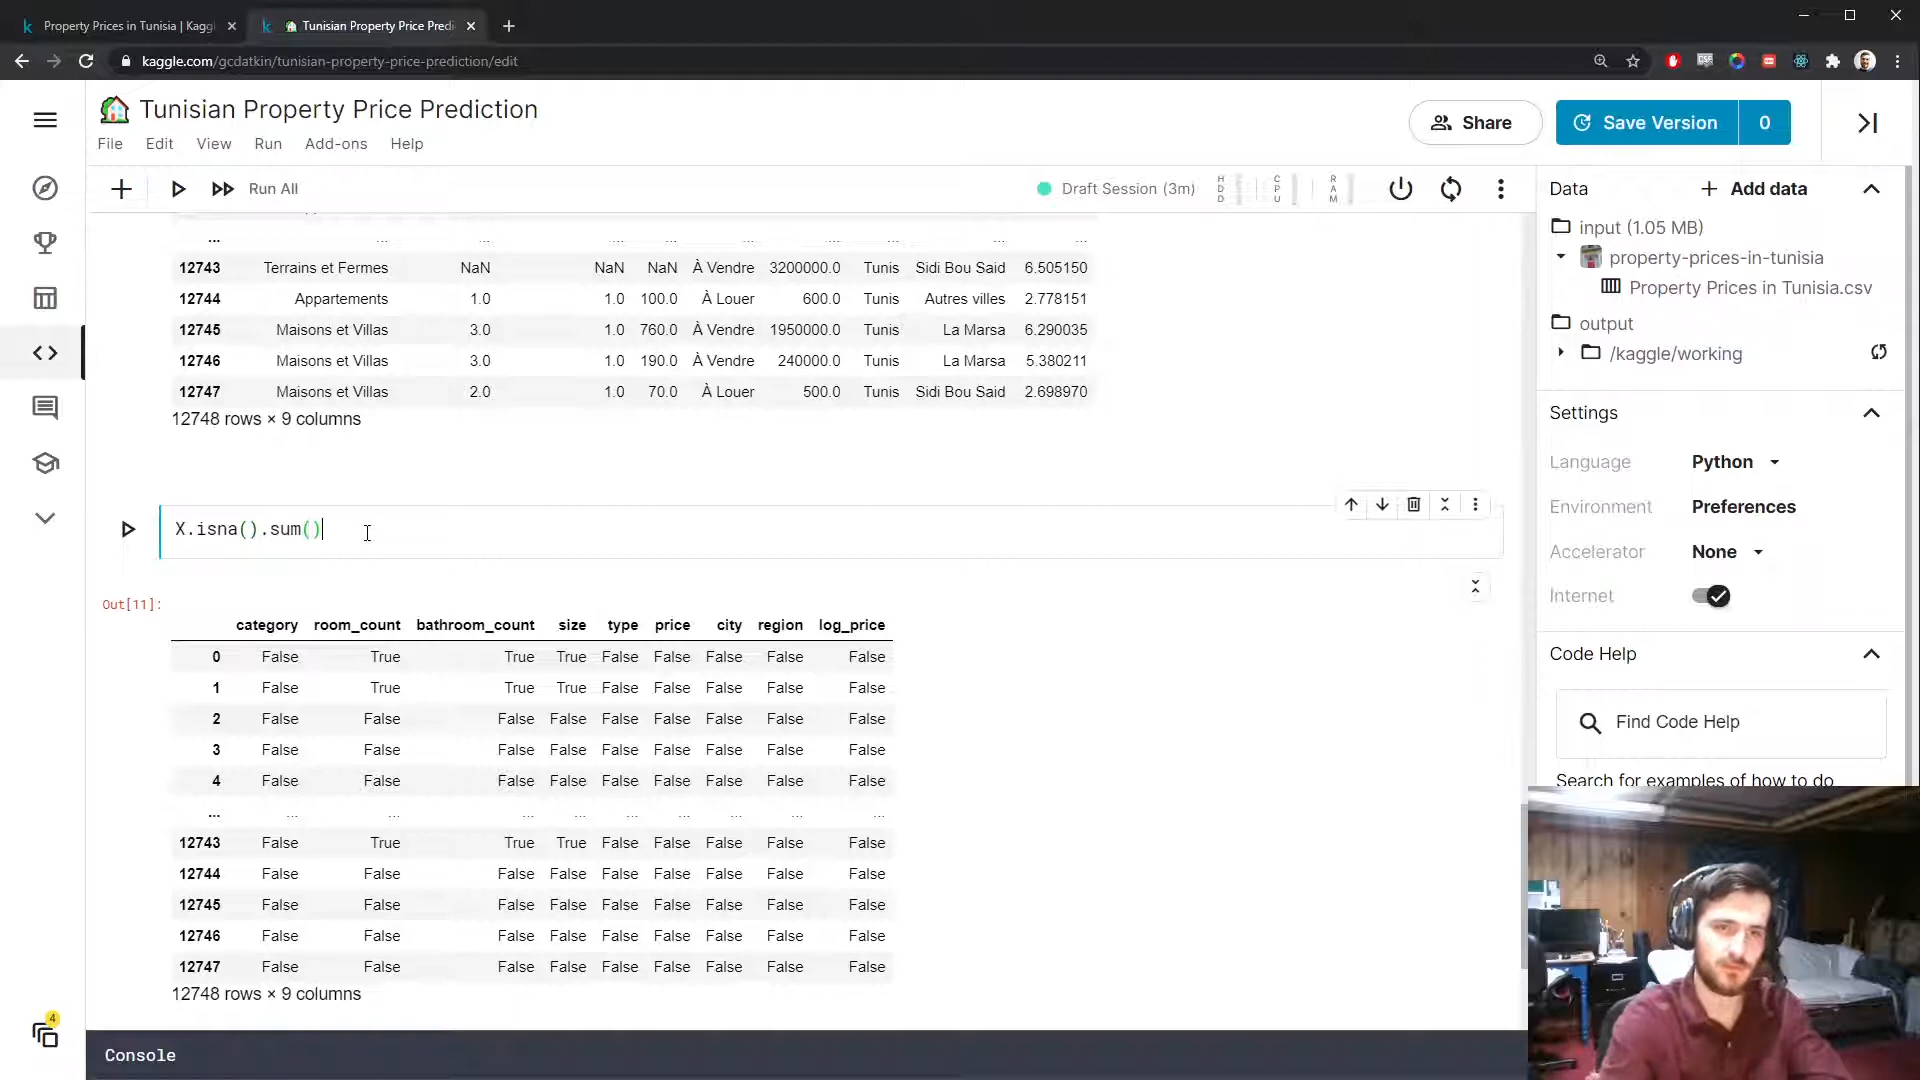 Property Prices in Tunisia | Kaggl
Tunisian Property Price Predi
kaggle.com/gcdatkin/tunisian-property-price-prediction/edit
Tunisian Property Price Prediction
File Edit View Run Add-ons Help
Share
Save Version 0
Run All
Draft Session (3m)
HDD
CPU
RAM
... ... ... ... ... ... ... ... ... ...
12743 Terrains et Fermes NaN NaN NaN À Vendre 3200000.0 Tunis Sidi Bou Said 6.505150
12744 Appartements 1.0 1.0 100.0 À Louer 600.0 Tunis Autres villes 2.778151
12745 Maisons et Villas 3.0 1.0 760.0 À Vendre 1950000.0 Tunis La Marsa 6.290035
12746 Maisons et Villas 3.0 1.0 190.0 À Vendre 240000.0 Tunis La Marsa 5.380211
12747 Maisons et Villas 2.0 1.0 70.0 À Louer 500.0 Tunis Sidi Bou Said 2.698970
12748 rows × 9 columns
X.isna().sum()
Out[11]:
category room_count bathroom_count size type price city region log_price
0 False True True True False False False False False
1 False True True True False False False False False
2 False False False False False False False False False
3 False False False False False False False False False
4 False False False False False False False False False
... ... ... ... ... ... ... ... ... ...
12743 False True True True False False False False False
12744 False False False False False False False False False
12745 False False False False False False False False False
12746 False False False False False False False False False
12747 False False False False False False False False False
12748 rows × 9 columns
Console
4
Data
Add data
input (1.05 MB)
property-prices-in-tunisia
Property Prices in Tunisia.csv
output
/kaggle/working
Settings
Language Python
Environment Preferences
Accelerator None
Internet
Code Help
Find Code Help
Search for examples of how to do